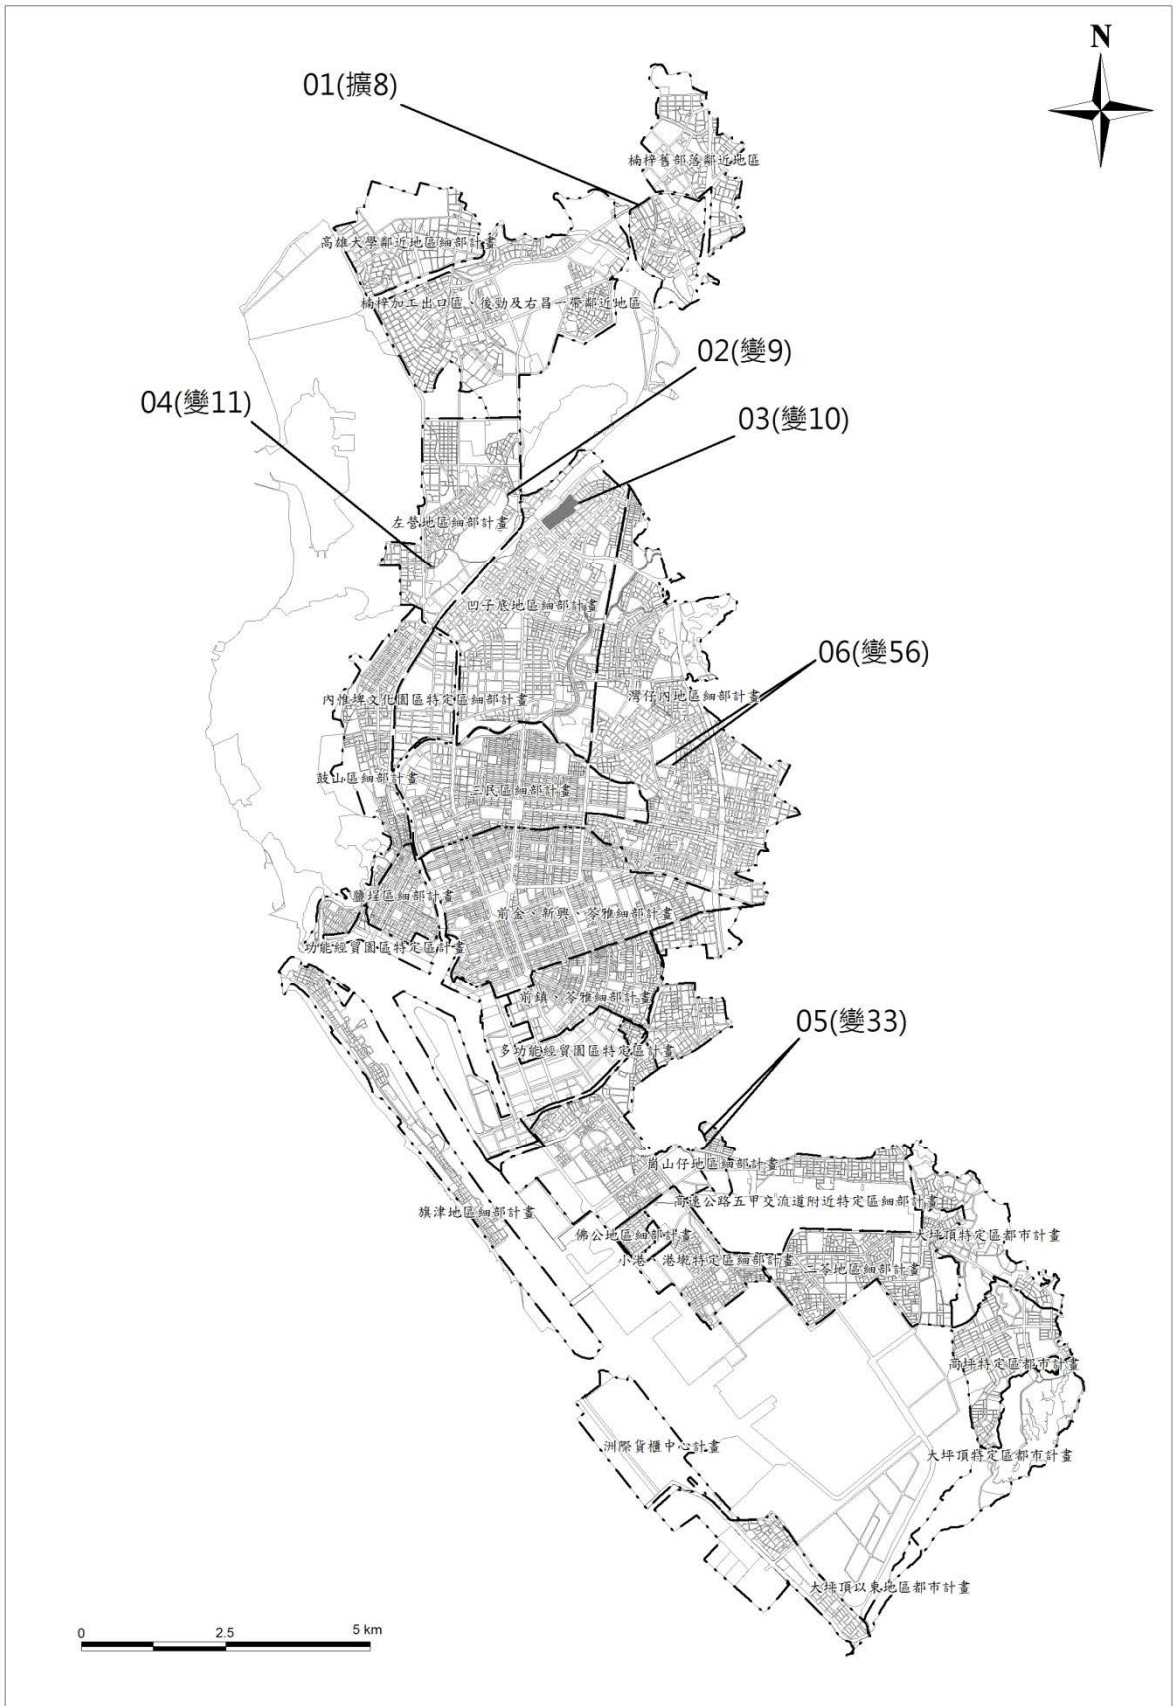 N
01(擴8)
楠梓舊部落鄰近地區
高雄大學鄰近地區細部計畫
楠梓加工出口區、後勁及右昌一帶鄰近地區
02(變9)
04(變11)
03(變10)
左營地區細部計畫
凹子底地區細部計畫
06(變56)
內惟埤文化園區特定區細部計畫
灣仔內地區細部計畫
鼓山區細部計畫
三民區細部計畫
鹽埕區細部計畫
前金、新興、苓雅細部計畫
功能經貿園區特定區計畫
前鎮、苓雅細部計畫
05(變33)
多功能經貿園區特定區計畫
崗山仔地區細部計畫
高速公路五甲交流道附近特定區細部計畫
旗津地區細部計畫
佛公地區細部計畫
大坪頂特定區都市計畫
小港、港墘特定區細部計畫
二苓地區細部計畫
高坪特定區都市計畫
洲際貨櫃中心計畫
大坪頂特定區都市計畫
大坪頂以東地區都市計畫
0 2.5 5 km